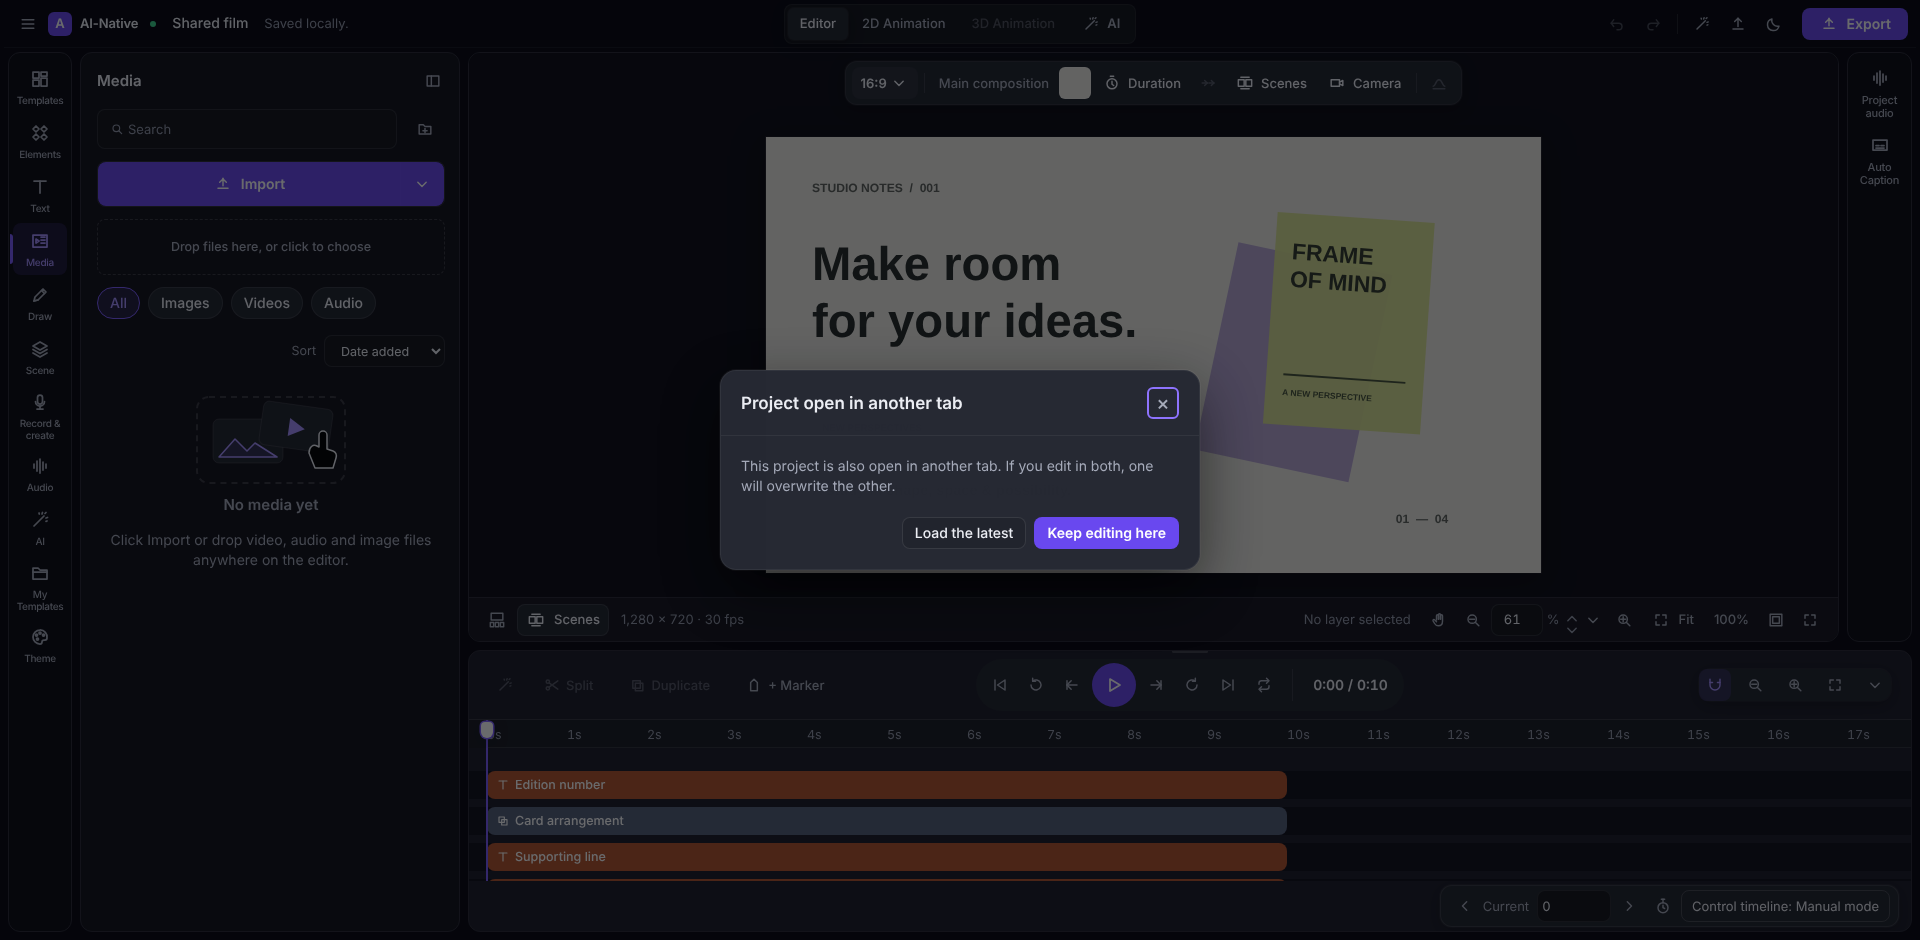 A AI-Native Shared film Saved locally.
Editor 2D Animation 3D Animation AI
Export
Templates
Elements
Text
Media
Draw
Scene
Record & create
Audio
AI
My Templates
Theme
Media
Search
Import
Drop files here, or click to choose
All Images Videos Audio
Sort Date added
No media yet
Click Import or drop video, audio and image files
anywhere on the editor.
16:9 Main composition Duration Scenes Camera
STUDIO NOTES / 001
Make room
for your ideas.
FRAME
OF MIND
A NEW PERSPECTIVE
01 — 04
Project open in another tab
This project is also open in another tab. If you edit in both, one
will overwrite the other.
Load the latest Keep editing here
Project audio
Auto Caption
Scenes 1,280 × 720 · 30 fps No layer selected 61 % Fit 100%
Split Duplicate + Marker 0:00 / 0:10
1s 2s 3s 4s 5s 6s 7s 8s 9s 10s 11s 12s 13s 14s 15s 16s 17s
Edition number
Card arrangement
Supporting line
Current 0 Control timeline: Manual mode